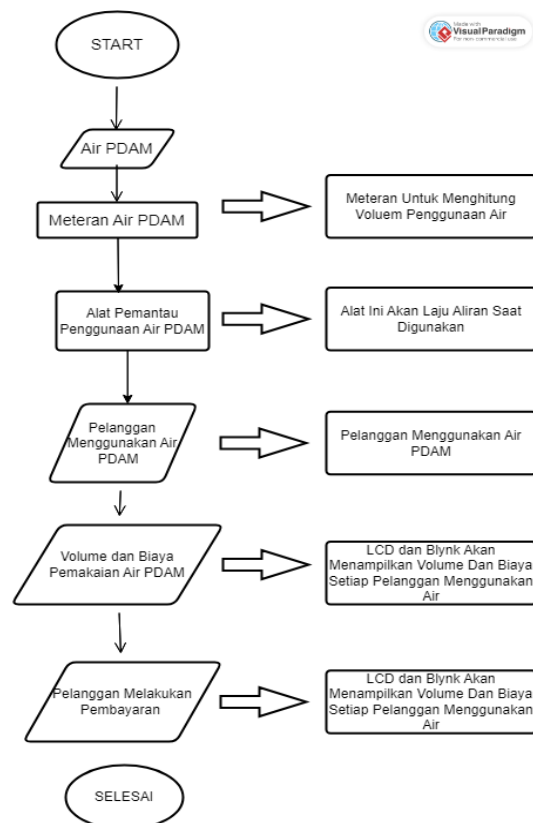 START
Made with
VisualParadigm
For non-commercial use
Air PDAM
Meteran Air PDAM
Meteran Untuk Menghitung
Voluem Penggunaan Air
Alat Pemantau
Penggunaan Air PDAM
Alat Ini Akan Laju Aliran Saat
Digunakan
Pelanggan
Menggunakan Air
PDAM
Pelanggan Menggunakan Air
PDAM
Volume dan Biaya
Pemakaian Air PDAM
LCD dan Blynk Akan
Menampilkan Volume Dan Biaya
Setiap Pelanggan Menggunakan
Air
Pelanggan Melakukan
Pembayaran
LCD dan Blynk Akan
Menampilkan Volume Dan Biaya
Setiap Pelanggan Menggunakan
Air
SELESAI